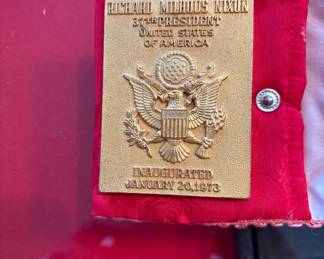 RICHARD MILHOUS NIXON
37TH PRESIDENT
UNITED STATES
OF AMERICA
INAUGURATED
JANUARY 20, 1973